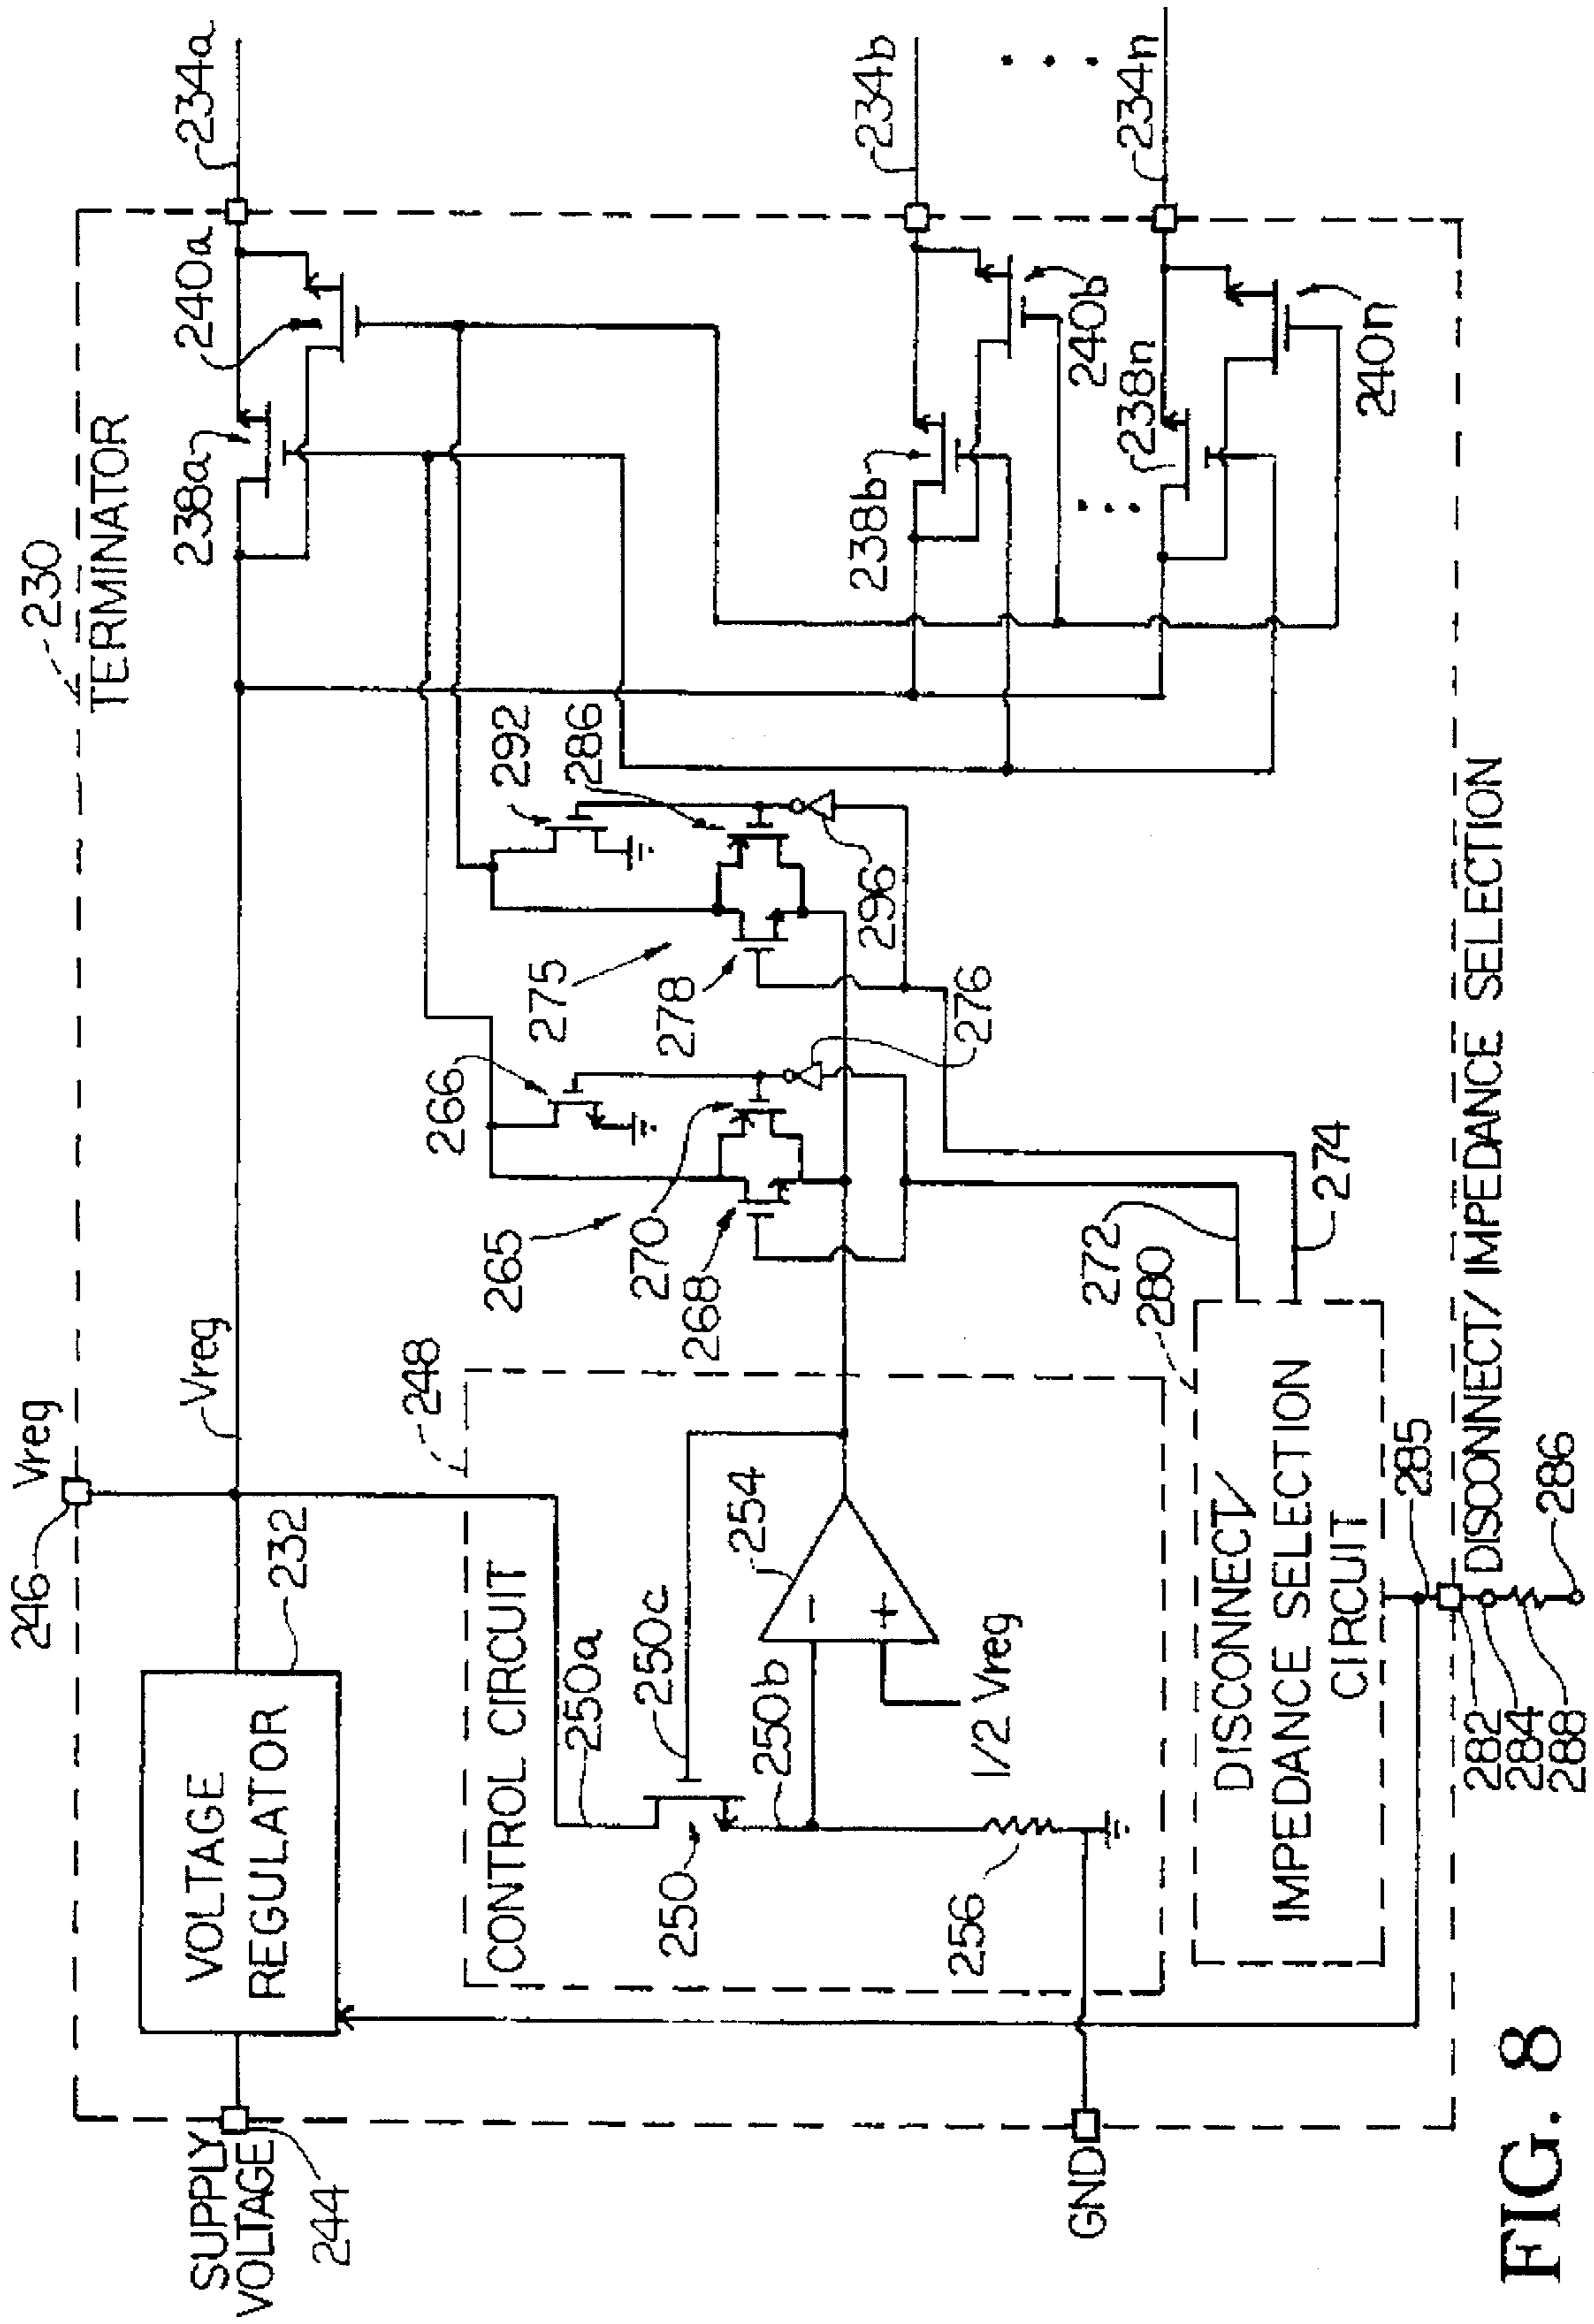 230
TERMINATOR
246
Vreg
Vreg
SUPPLY
VOLTAGE
244
VOLTAGE
REGULATOR
232
238a
240a
234a
248
CONTROL CIRCUIT
250a
250c
250
250b
254
−
+
1/2 Vreg
256
GND
265
266
270
268
275
278
292
286
296
276
272
274
280
DISCONNECT/
IMPEDANCE SELECTION
CIRCUIT
238b
240b
234b
238n
240n
234n
285
DISCONNECT/ IMPEDANCE SELECTION
282
284
288
286
FIG. 8